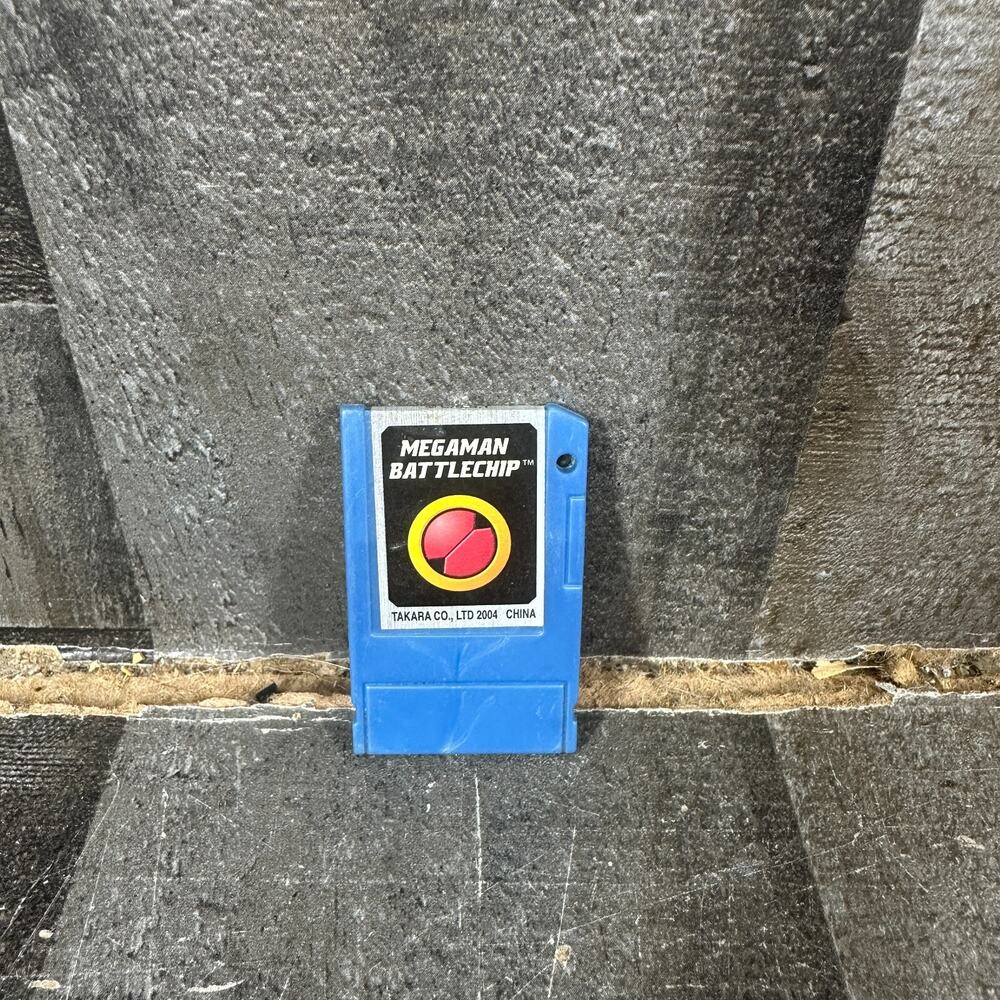 MEGAMAN
BATTLECHIP™
TAKARA CO., LTD 2004 CHINA